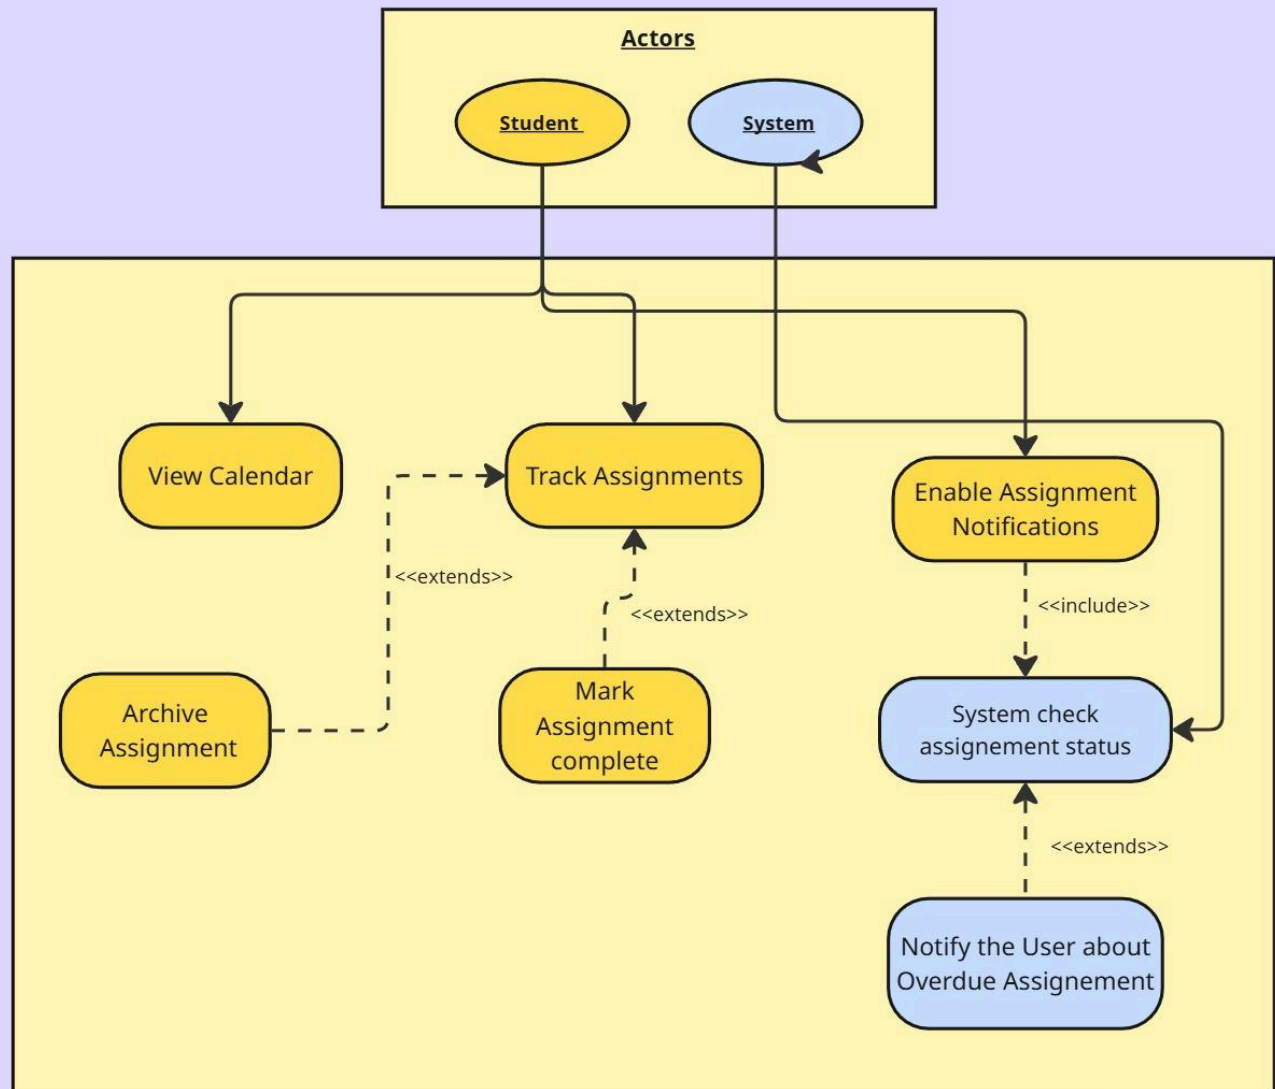 Actors
Student
System
View Calendar
Track Assignments
Enable Assignment
Notifications
<<extends>>
<<extends>>
<<include>>
Archive
Assignment
Mark
Assignment
complete
System check
assignement status
<<extends>>
Notify the User about
Overdue Assignement